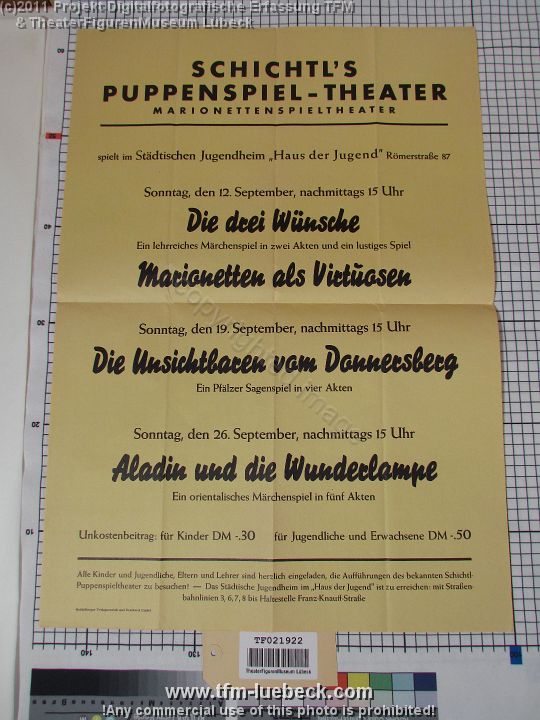 (c)2011 Projekt Digitalfotografische Erfassung TFM
& TheaterFigurenMuseum Lübeck
SCHICHTL'S
PUPPENSPIEL-THEATER
MARIONETTENSPIELTHEATER
spielt im Städtischen Jugendheim „Haus der Jugend" Römerstraße 87
Sonntag, den 12. September, nachmittags 15 Uhr
Die drei Wünsche
Ein lehrreiches Märchenspiel in zwei Akten und ein lustiges Spiel
Marionetten als Virtuosen
Sonntag, den 19. September, nachmittags 15 Uhr
Die Unsichtbaren vom Donnersberg
Ein Pfälzer Sagenspiel in vier Akten
Sonntag, den 26. September, nachmittags 15 Uhr
Aladin und die Wunderlampe
Ein orientalisches Märchenspiel in fünf Akten
Unkostenbeitrag: für Kinder DM -.30 für Jugendliche und Erwachsene DM -.50
Alle Kinder und Jugendliche, Eltern und Lehrer sind herzlich eingeladen, die Aufführungen des bekannten Schichtl-
Puppenspieltheater zu besuchen! — Das Städtische Jugendheim im „Haus der Jugend" ist zu erreichen: mit Straßen-
bahnlinien 3, 6, 7, 8 bis Haltestelle Franz-Knauff-Straße
TF021922
TheaterFigurenMuseum Lübeck
www.tfm-luebeck.com
!Any commercial use of this photo is prohibited!